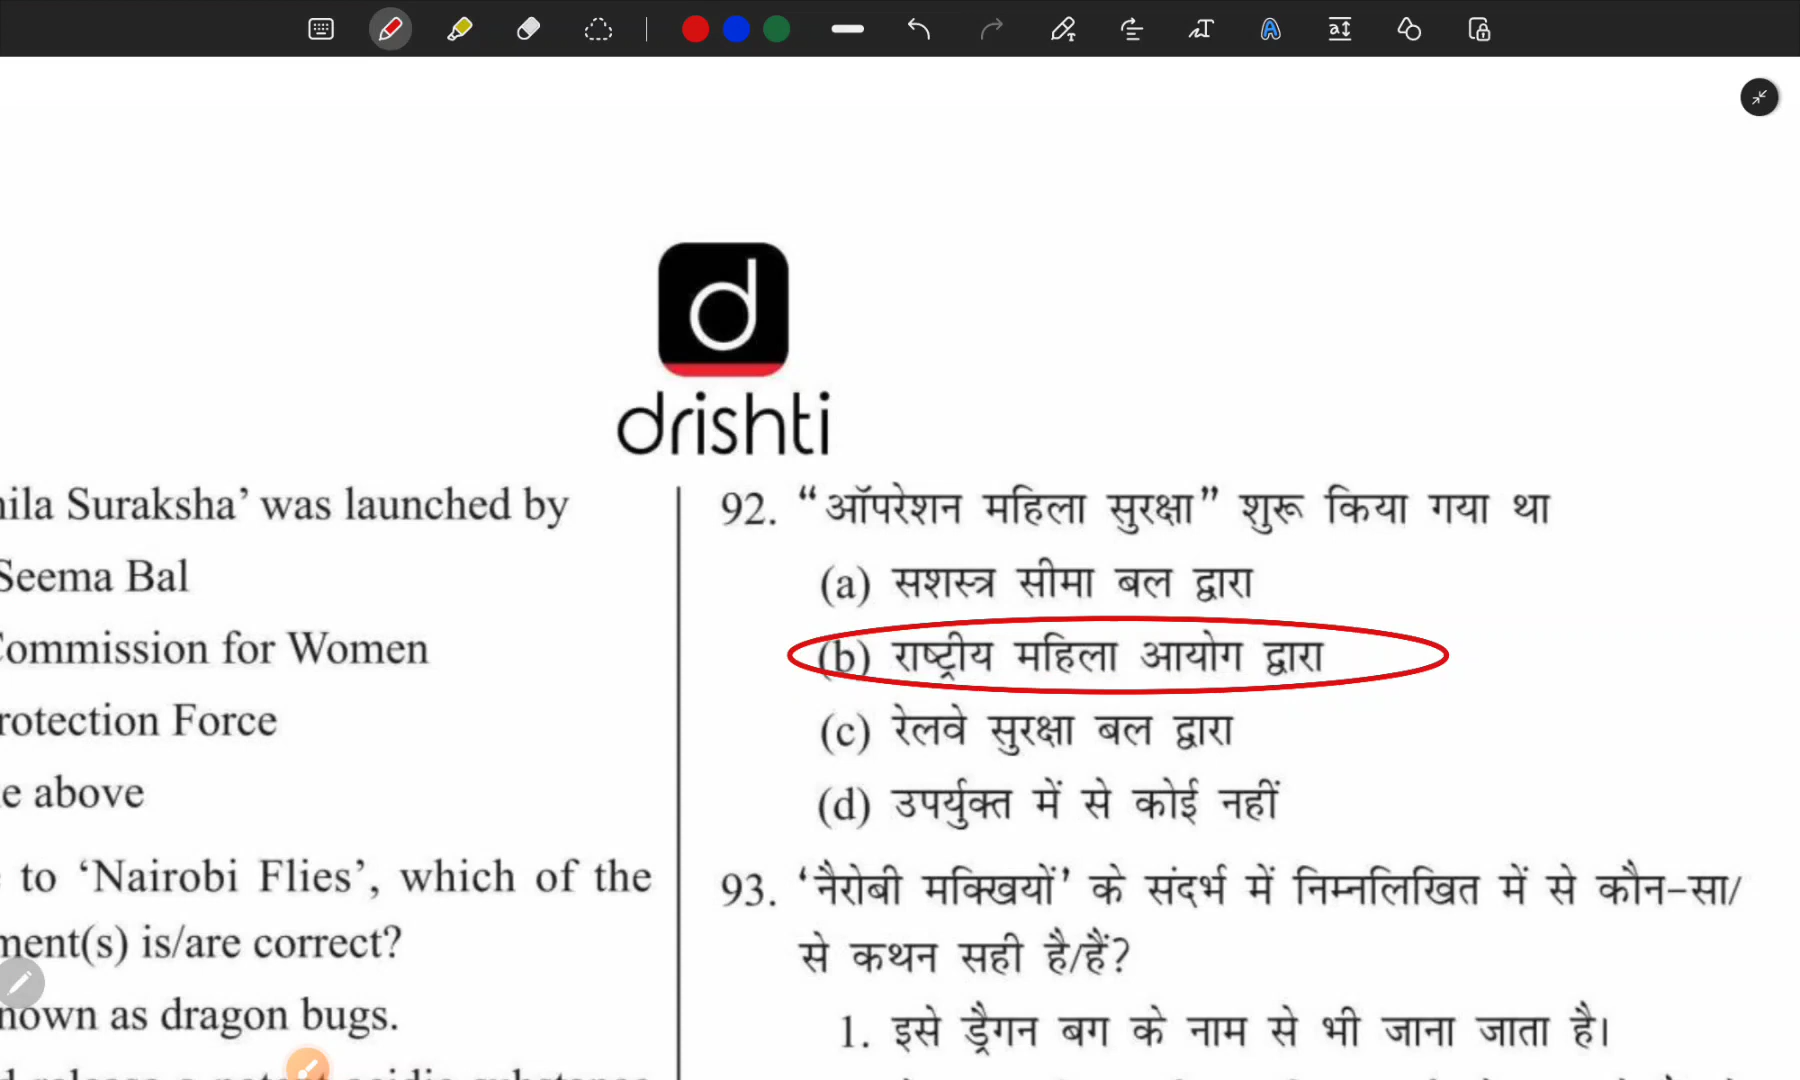 d
drishti
ila Suraksha’ was launched by
Seema Bal
Commission for Women
rotection Force
e above
to ‘Nairobi Flies’, which of the
ment(s) is/are correct?
nown as dragon bugs.
92. “ऑपरेशन महिला सुरक्षा” शुरू किया गया था
(a) सशस्त्र सीमा बल द्वारा
(b) राष्ट्रीय महिला आयोग द्वारा
(c) रेलवे सुरक्षा बल द्वारा
(d) उपर्युक्त में से कोई नहीं
93. ‘नैरोबी मक्खियों’ के संदर्भ में निम्नलिखित में से कौन-सा/
से कथन सही है/हैं?
1. इसे ड्रैगन बग के नाम से भी जाना जाता है।